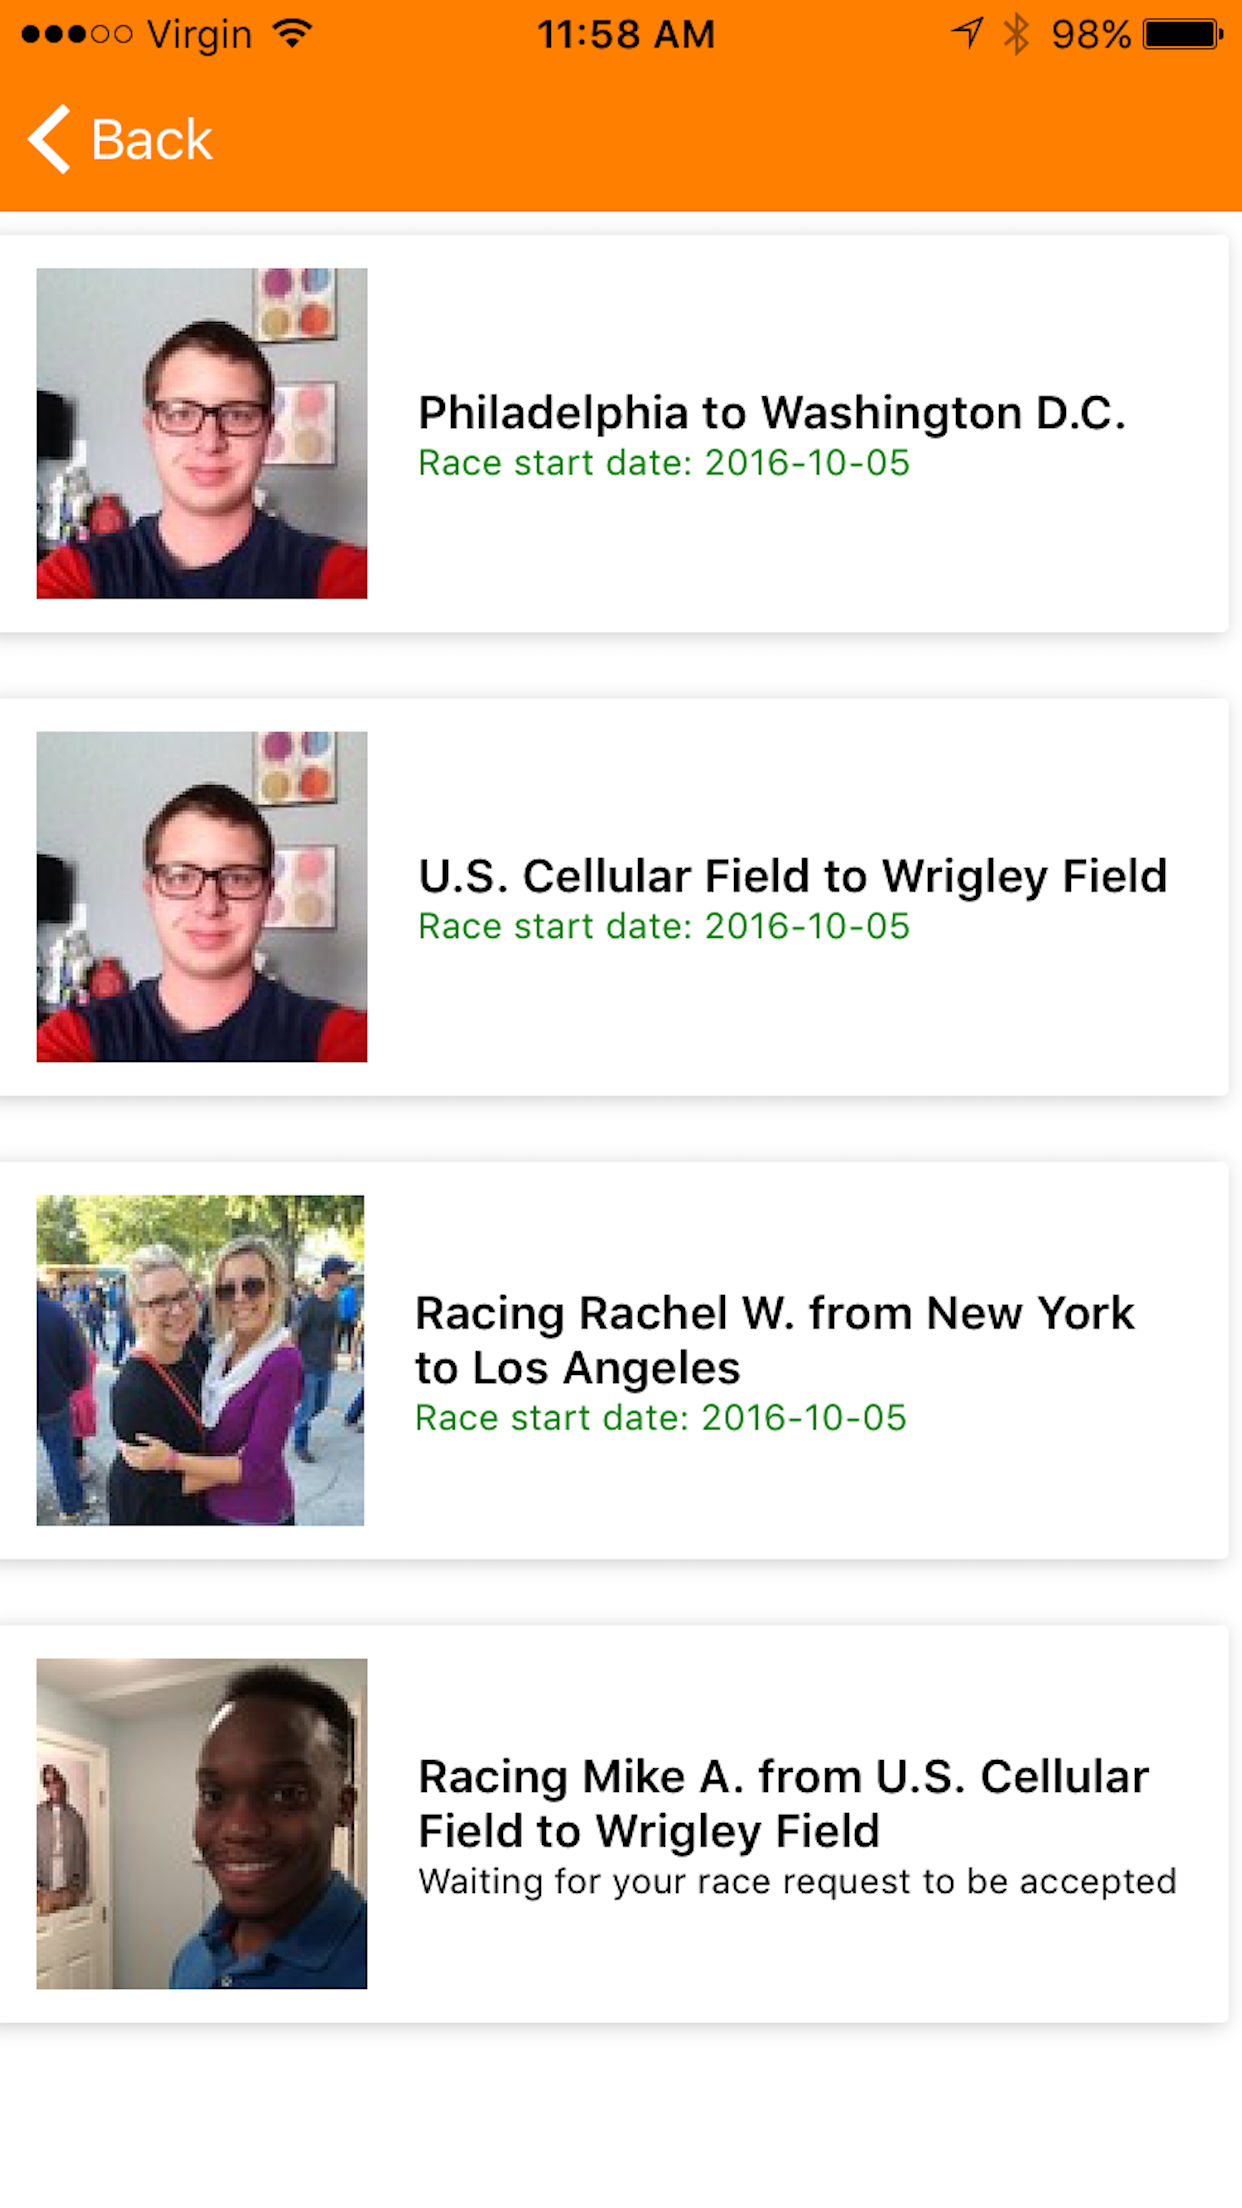 Virgin
11:58 AM
98%
Back
Philadelphia to Washington D.C.
Race start date: 2016-10-05
U.S. Cellular Field to Wrigley Field
Race start date: 2016-10-05
Racing Rachel W. from New York
to Los Angeles
Race start date: 2016-10-05
Racing Mike A. from U.S. Cellular
Field to Wrigley Field
Waiting for your race request to be accepted